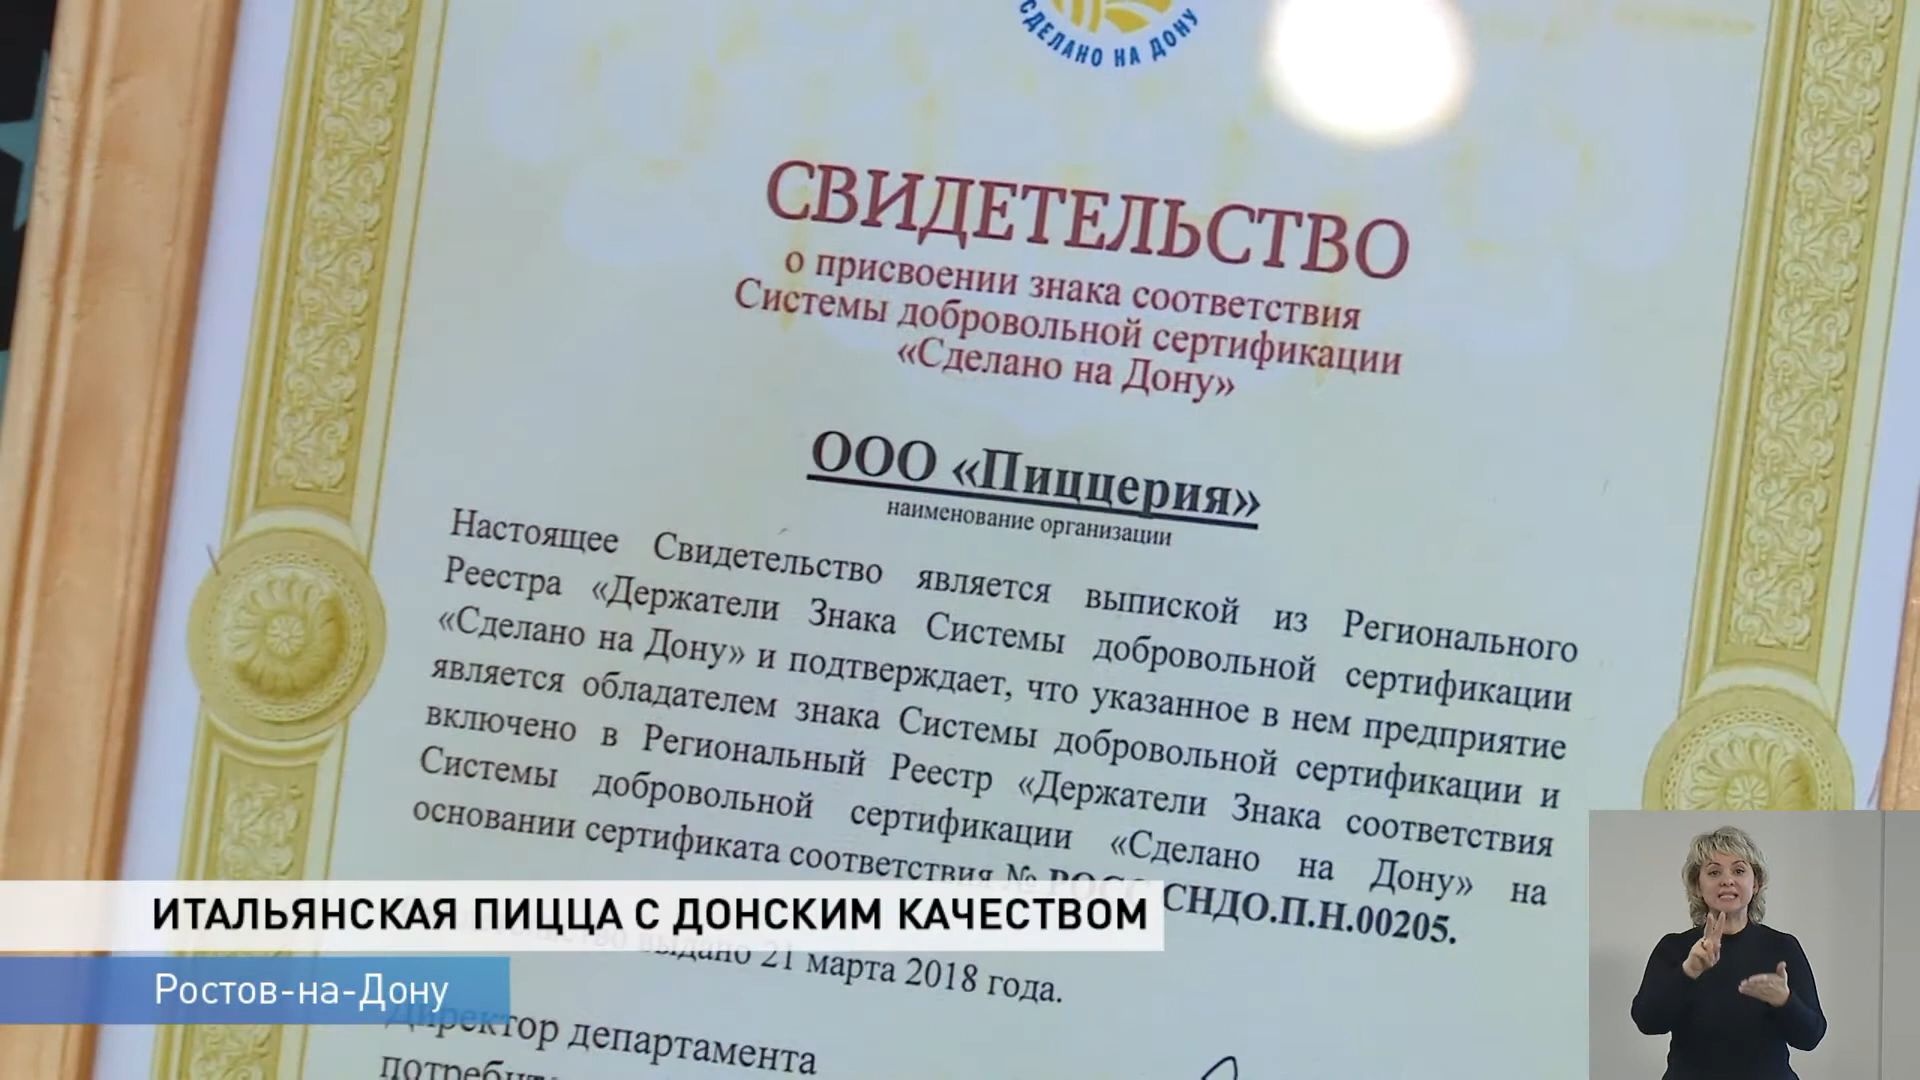 СДЕЛАНО НА ДОНУ
СВИДЕТЕЛЬСТВО
о присвоении знака соответствия
Системы добровольной сертификации
«Сделано на Дону»
ООО «Пиццерия»
наименование организации
Настоящее Свидетельство является выпиской из Регионального
Реестра «Держатели Знака Системы добровольной сертификации
«Сделано на Дону» и подтверждает, что указанное в нем предприятие
является обладателем знака Системы добровольной сертификации и
включено в Региональный Реестр «Держатели Знака соответствия
Системы добровольной сертификации «Сделано на Дону» на
основании сертификата соответствия № РОСС СНДО.П.Н.00205.
выдано 21 марта 2018 года.
Директор департамента
ИТАЛЬЯНСКАЯ ПИЦЦА С ДОНСКИМ КАЧЕСТВОМ
Ростов-на-Дону